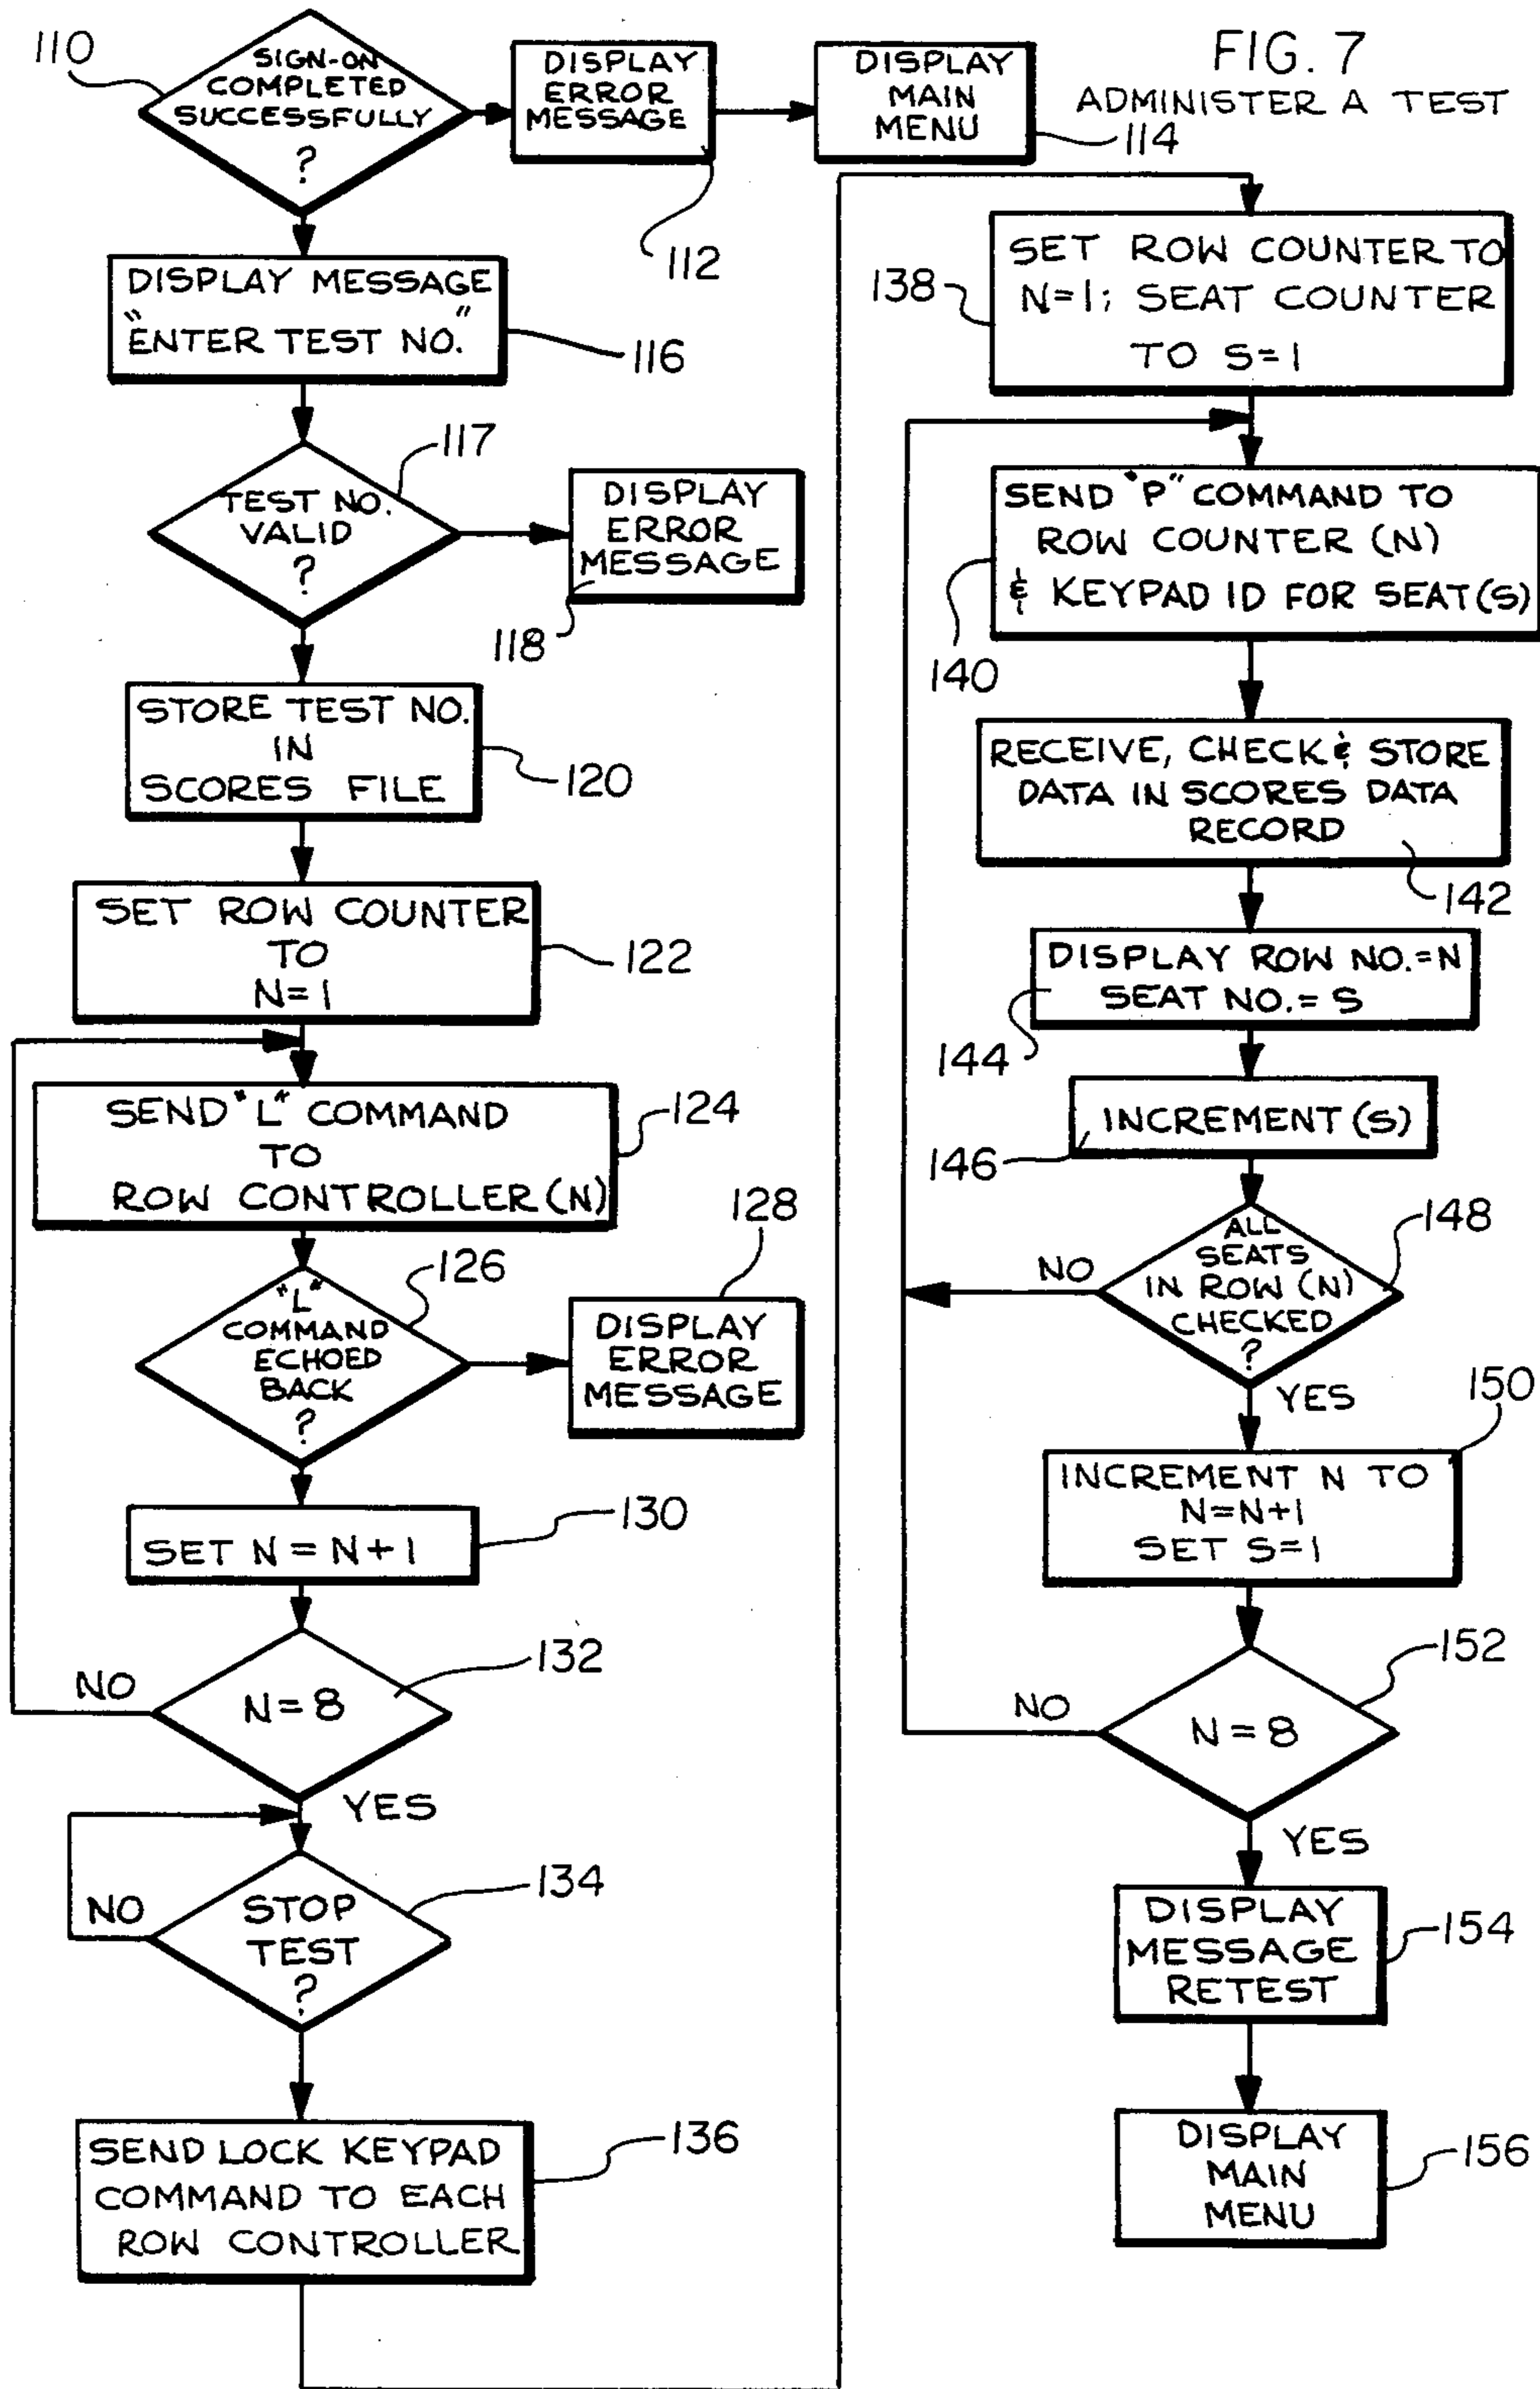 FIG. 7
ADMINISTER A TEST
110
SIGN-ON
COMPLETED
SUCCESSFULLY
?
DISPLAY
ERROR
MESSAGE
112
DISPLAY
MAIN
MENU
114
DISPLAY MESSAGE
"ENTER TEST NO."
116
117
TEST NO.
VALID
?
DISPLAY
ERROR
MESSAGE
118
STORE TEST NO.
IN
SCORES FILE
120
SET ROW COUNTER
TO
N=1
122
SEND "L" COMMAND
TO
ROW CONTROLLER (N)
124
"L"
COMMAND
ECHOED
BACK
?
126
128
DISPLAY
ERROR
MESSAGE
SET N = N+1
130
N=8
132
NO
YES
STOP
TEST
?
134
NO
SEND LOCK KEYPAD
COMMAND TO EACH
ROW CONTROLLER
136
SET ROW COUNTER TO
N=1; SEAT COUNTER
TO S=1
138
SEND "P" COMMAND TO
ROW COUNTER (N)
& KEYPAD ID FOR SEAT(S)
140
RECEIVE, CHECK & STORE
DATA IN SCORES DATA
RECORD
142
DISPLAY ROW NO.=N
SEAT NO.=S
144
INCREMENT (S)
146
ALL
SEATS
IN ROW (N)
CHECKED
?
148
NO
YES
150
INCREMENT N TO
N=N+1
SET S=1
152
N=8
NO
YES
DISPLAY
MESSAGE
RETEST
154
DISPLAY
MAIN
MENU
156